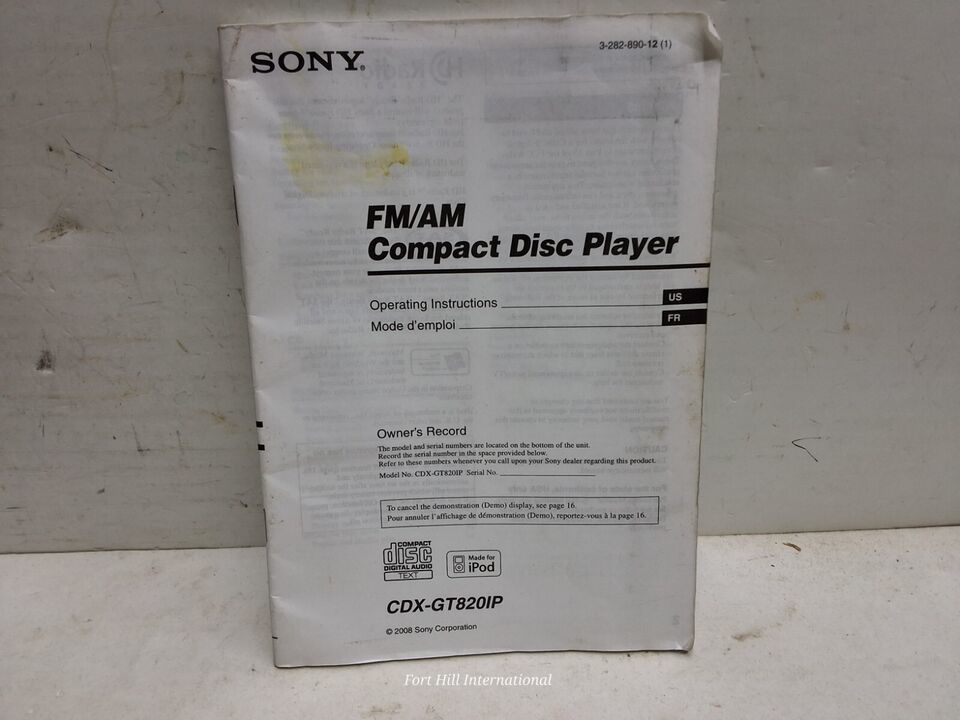 SONY®
3-282-890-12 (1)
FM/AM
Compact Disc Player
Operating Instructions
US
Mode d'emploi
FR
Owner's Record
The model and serial numbers are located on the bottom of the unit.
Record the serial number in the space provided below.
Refer to these numbers whenever you call upon your Sony dealer regarding this product.
Model No. CDX-GT820IP Serial No.
To cancel the demonstration (Demo) display, see page 16.
Pour annuler l'affichage de démonstration (Demo), reportez-vous à la page 16.
COMPACT
disc
DIGITAL AUDIO
TEXT
Made for
iPod
CDX-GT820IP
© 2008 Sony Corporation
Fort Hill International